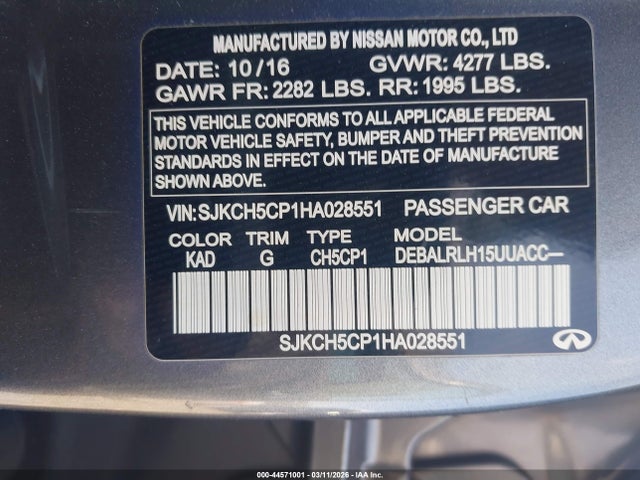 MANUFACTURED BY NISSAN MOTOR CO., LTD
DATE: 10/16 GVWR: 4277 LBS.
GAWR FR: 2282 LBS. RR: 1995 LBS.
THIS VEHICLE CONFORMS TO ALL APPLICABLE FEDERAL
MOTOR VEHICLE SAFETY, BUMPER AND THEFT PREVENTION
STANDARDS IN EFFECT ON THE DATE OF MANUFACTURE
SHOWN ABOVE.
VIN:SJKCH5CP1HA028551 PASSENGER CAR
COLOR TRIM TYPE MODEL
KAD G CH5CP1 DEBALRLH15UUACC—
SJKCH5CP1HA028551
000-44571001 - 03/11/2026 - IAA Inc.